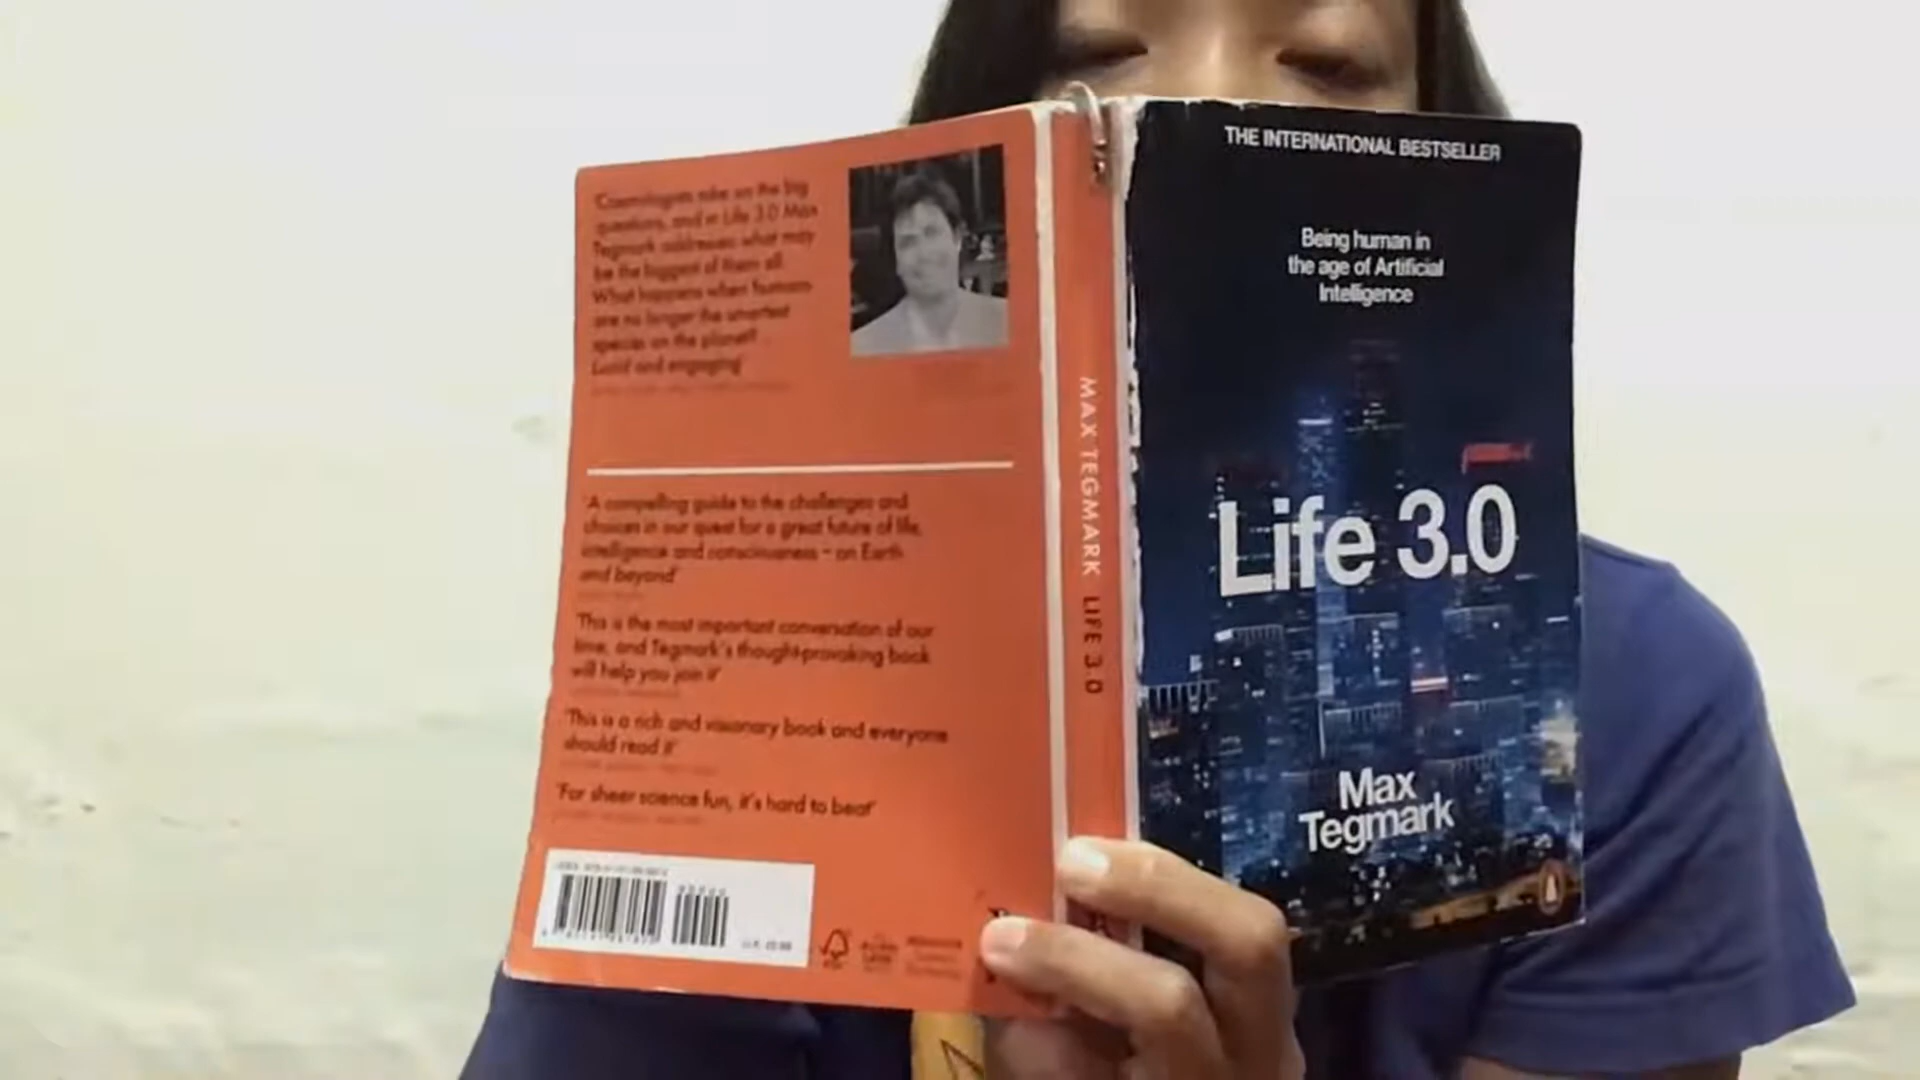 'Cosmologists take on the big
questions, and in Life 3.0 Max
Tegmark addresses what may
be the biggest of them all:
What happens when humans
are no longer the smartest
species on the planet?
Lucid and engaging'
'A compelling guide to the challenges and
choices in our quest for a great future of life,
intelligence and consciousness – on Earth
and beyond'
'This is the most important conversation of our
time, and Tegmark's thought-provoking book
will help you join it'
'This is a rich and visionary book and everyone
should read it'
'For sheer science fun, it's hard to beat'
MAX TEGMARK LIFE 3.0
THE INTERNATIONAL BESTSELLER
Being human in
the age of Artificial
Intelligence
Life 3.0
Max
Tegmark